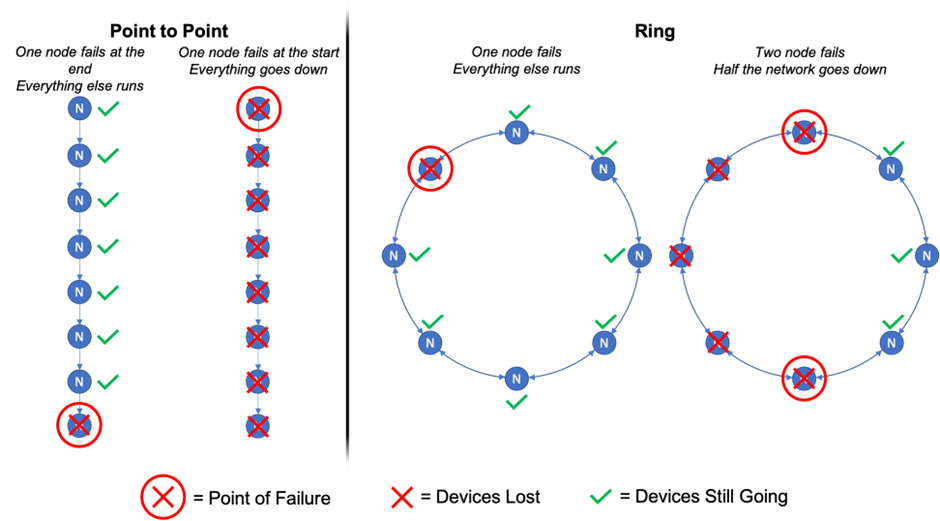 Point to Point
One node fails at the
end
Everything else runs
One node fails at the start
Everything goes down
N
N
N
N
N
N
N
Ring
One node fails
Everything else runs
N
N
N
N
N
N
N
Two node fails
Half the network goes down
N
N
N
= Point of Failure
= Devices Lost
= Devices Still Going